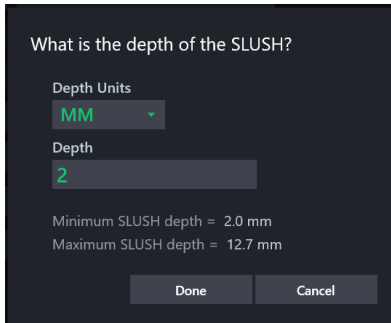 What is the depth of the SLUSH?
Depth Units
MM
Depth
2
Minimum SLUSH depth = 2.0 mm
Maximum SLUSH depth = 12.7 mm
Done Cancel